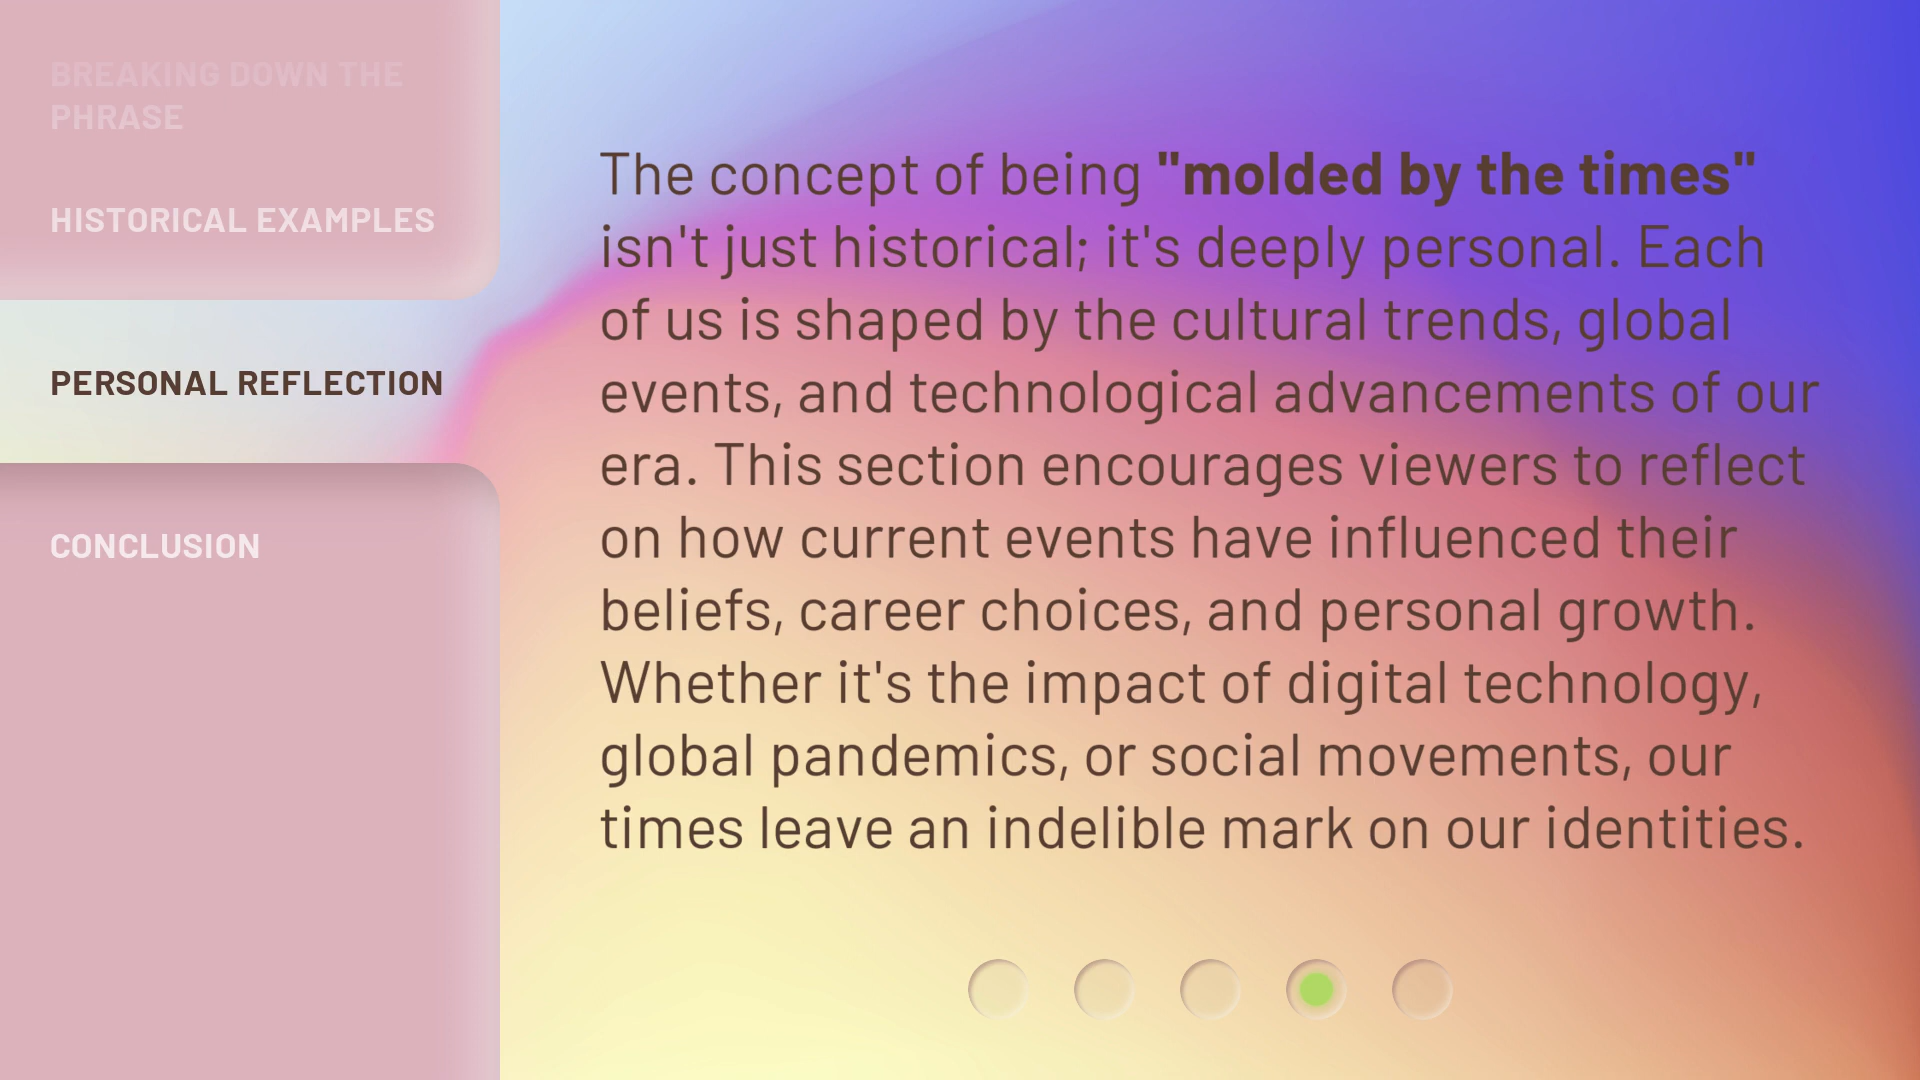 BREAKING DOWN THE
PHRASE
HISTORICAL EXAMPLES
PERSONAL REFLECTION
CONCLUSION
The concept of being "molded by the times"
isn't just historical; it's deeply personal. Each
of us is shaped by the cultural trends, global
events, and technological advancements of our
era. This section encourages viewers to reflect
on how current events have influenced their
beliefs, career choices, and personal growth.
Whether it's the impact of digital technology,
global pandemics, or social movements, our
times leave an indelible mark on our identities.